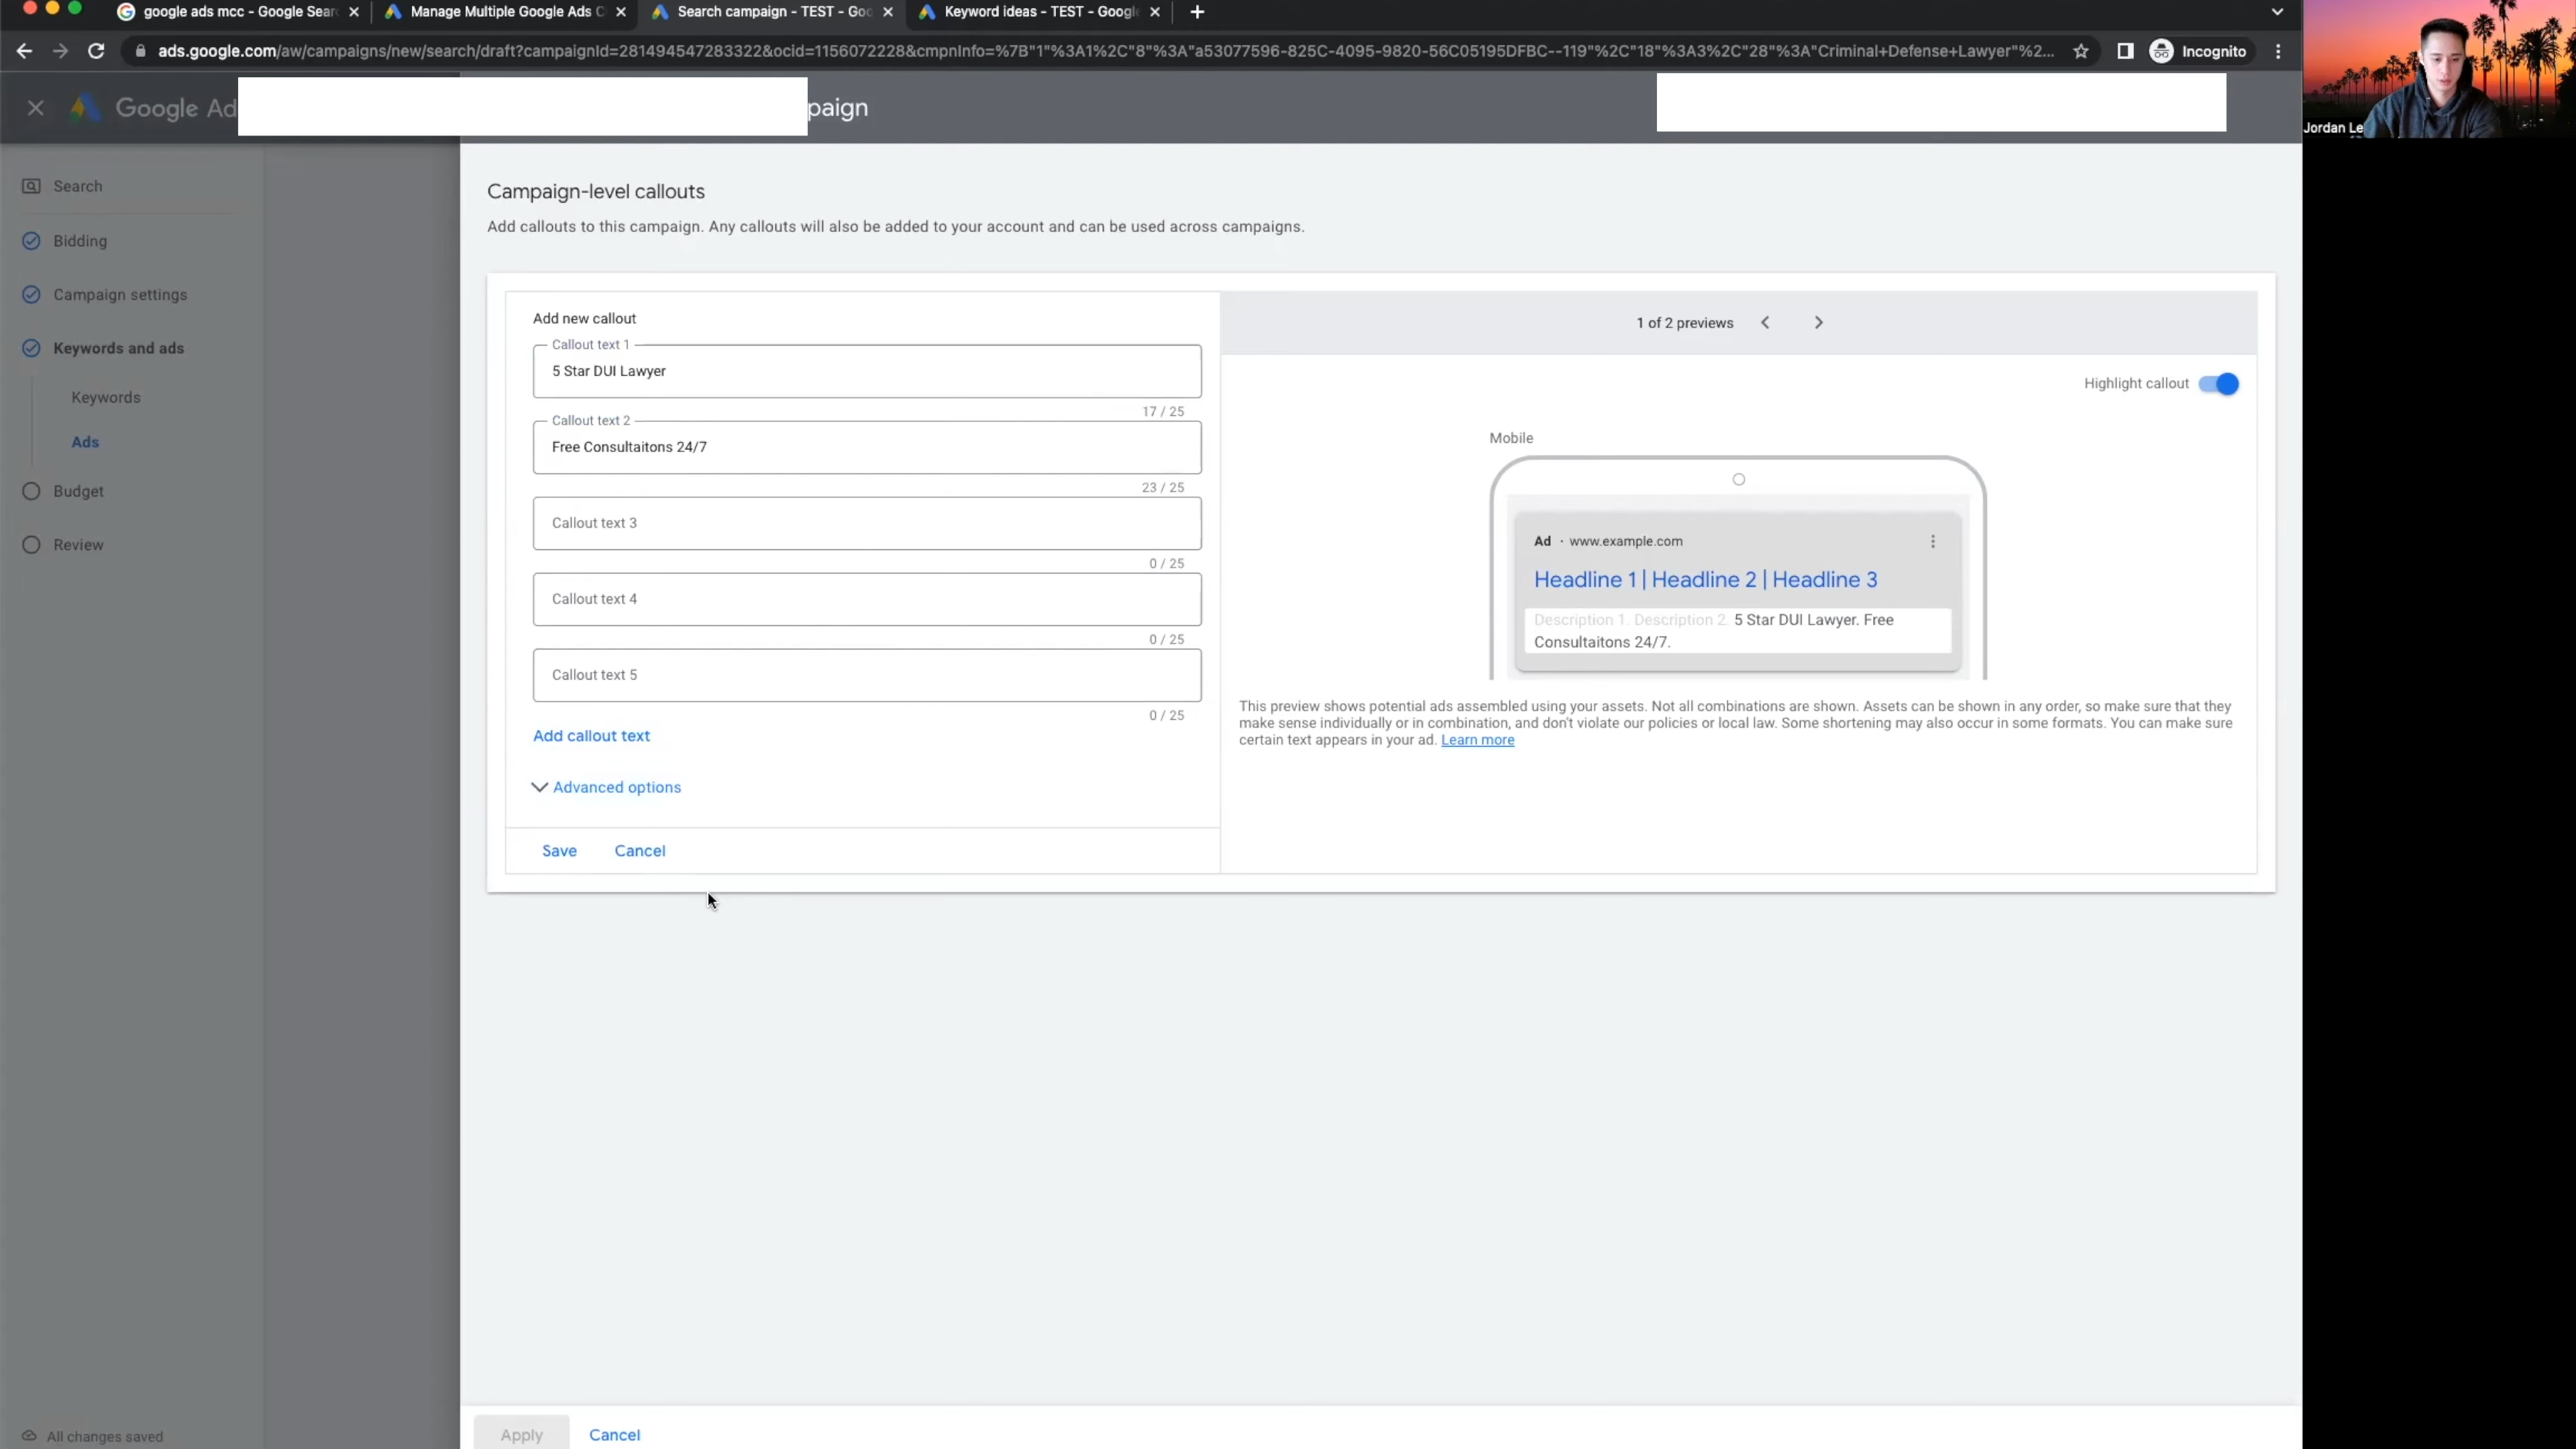 google ads mcc - Google Sear
Manage Multiple Google Ads C
Search campaign - TEST - Goo
Keyword ideas - TEST - Googl
ads.google.com/aw/campaigns/new/search/draft?campaignId=281494547283322&ocid=1156072228&cmpnInfo=%7B"1"%3A1%2C"8"%3A"a53077596-825C-4095-9820-56C05195DFBC--119"%2C"18"%3A3%2C"28"%3A"Criminal+Defense+Lawyer"%2...
Incognito
Google Ad
paign
Jordan Le
Search
Bidding
Campaign settings
Keywords and ads
Keywords
Ads
Budget
Review
All changes saved
Campaign-level callouts
Add callouts to this campaign. Any callouts will also be added to your account and can be used across campaigns.
Add new callout
Callout text 1
5 Star DUI Lawyer
17 / 25
Callout text 2
Free Consultaitons 24/7
23 / 25
Callout text 3
0 / 25
Callout text 4
0 / 25
Callout text 5
0 / 25
Add callout text
Advanced options
Save
Cancel
1 of 2 previews
Highlight callout
Mobile
Ad · www.example.com
Headline 1 | Headline 2 | Headline 3
Description 1. Description 2. 5 Star DUI Lawyer. Free
Consultaitons 24/7.
This preview shows potential ads assembled using your assets. Not all combinations are shown. Assets can be shown in any order, so make sure that they
make sense individually or in combination, and don't violate our policies or local law. Some shortening may also occur in some formats. You can make sure
certain text appears in your ad. Learn more
Apply
Cancel